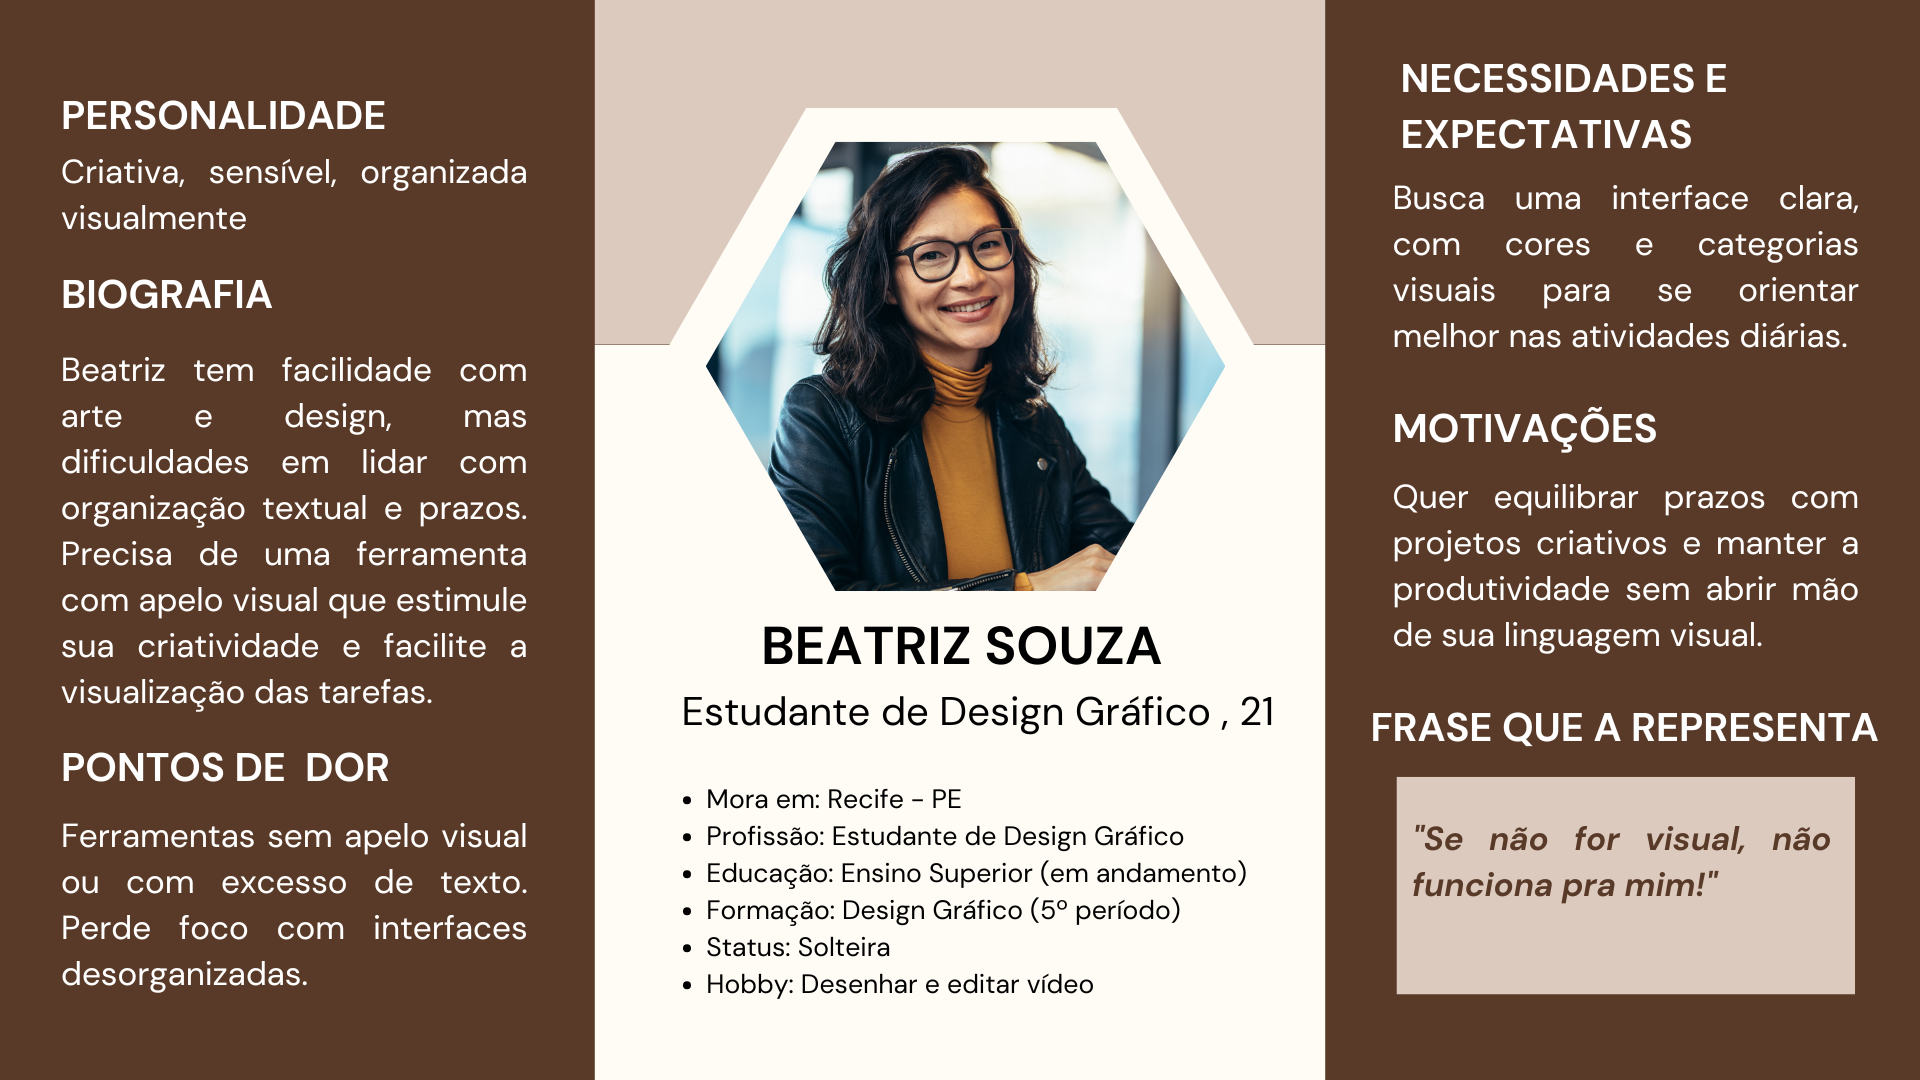 PERSONALIDADE
Criativa, sensível, organizada
visualmente
BIOGRAFIA
Beatriz tem facilidade com
arte e design, mas
dificuldades em lidar com
organização textual e prazos.
Precisa de uma ferramenta
com apelo visual que estimule
sua criatividade e facilite a
visualização das tarefas.
PONTOS DE DOR
Ferramentas sem apelo visual
ou com excesso de texto.
Perde foco com interfaces
desorganizadas.
BEATRIZ SOUZA
Estudante de Design Gráfico , 21
• Mora em: Recife - PE
• Profissão: Estudante de Design Gráfico
• Educação: Ensino Superior (em andamento)
• Formação: Design Gráfico (5º período)
• Status: Solteira
• Hobby: Desenhar e editar vídeo
NECESSIDADES E
EXPECTATIVAS
Busca uma interface clara,
com cores e categorias
visuais para se orientar
melhor nas atividades diárias.
MOTIVAÇÕES
Quer equilibrar prazos com
projetos criativos e manter a
produtividade sem abrir mão
de sua linguagem visual.
FRASE QUE A REPRESENTA
"Se não for visual, não
funciona pra mim!"